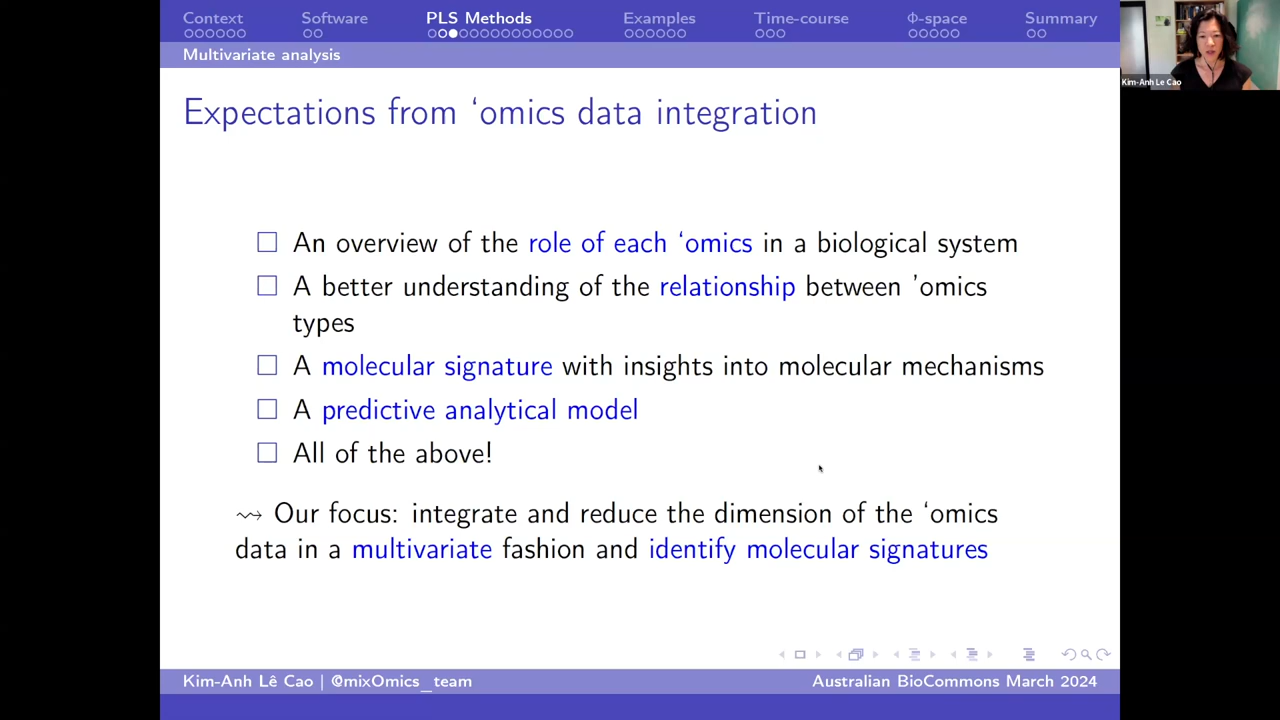 Context Software PLS Methods Examples Time-course Φ-space Summary
Multivariate analysis
Kim-Anh Le Cao
Expectations from ‘omics data integration
An overview of the role of each ‘omics in a biological system
A better understanding of the relationship between ’omics
types
A molecular signature with insights into molecular mechanisms
A predictive analytical model
All of the above!
⇝ Our focus: integrate and reduce the dimension of the ‘omics
data in a multivariate fashion and identify molecular signatures
Kim-Anh Lê Cao | @mixOmics_team Australian BioCommons March 2024